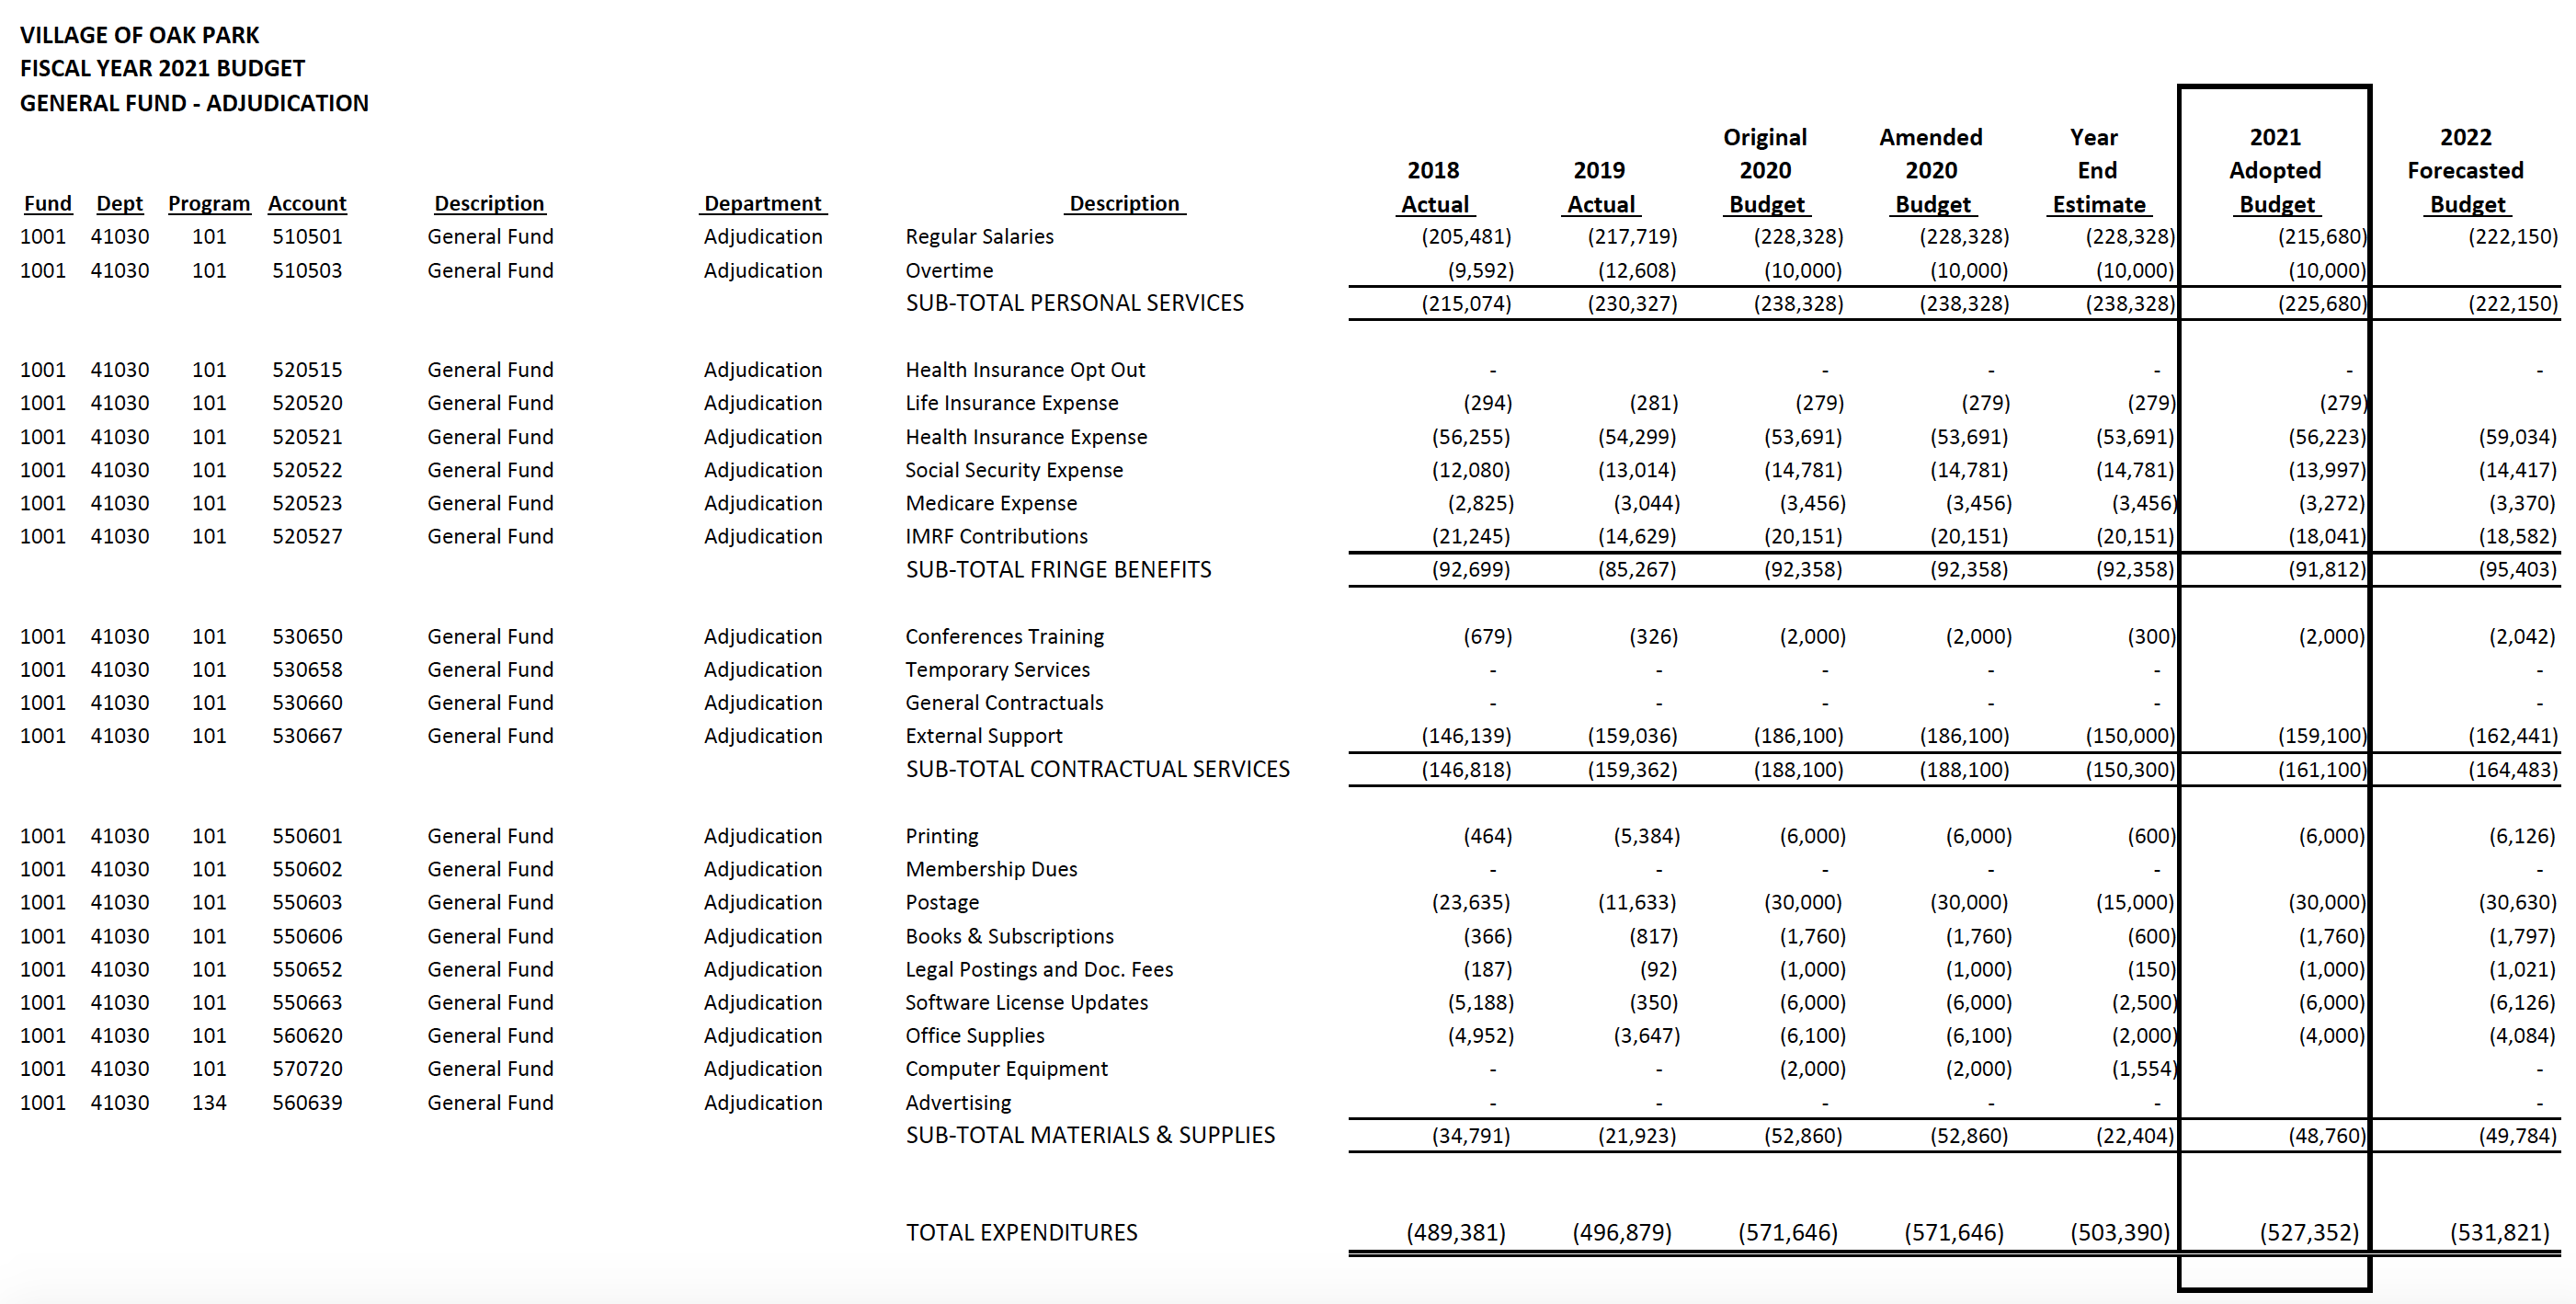 VILLAGE OF OAK PARK
FISCAL YEAR 2021 BUDGET
GENERAL FUND - ADJUDICATION
Original Amended Year 2021 2022
2018 2019 2020 2020 End Adopted Forecasted
Fund Dept Program Account Description Department Description Actual Actual Budget Budget Estimate Budget Budget
1001 41030 101 510501 General Fund Adjudication Regular Salaries (205,481) (217,719) (228,328) (228,328) (228,328) (215,680) (222,150)
1001 41030 101 510503 General Fund Adjudication Overtime (9,592) (12,608) (10,000) (10,000) (10,000) (10,000)
SUB-TOTAL PERSONAL SERVICES (215,074) (230,327) (238,328) (238,328) (238,328) (225,680) (222,150)
1001 41030 101 520515 General Fund Adjudication Health Insurance Opt Out - - - - - -
1001 41030 101 520520 General Fund Adjudication Life Insurance Expense (294) (281) (279) (279) (279) (279)
1001 41030 101 520521 General Fund Adjudication Health Insurance Expense (56,255) (54,299) (53,691) (53,691) (53,691) (56,223) (59,034)
1001 41030 101 520522 General Fund Adjudication Social Security Expense (12,080) (13,014) (14,781) (14,781) (14,781) (13,997) (14,417)
1001 41030 101 520523 General Fund Adjudication Medicare Expense (2,825) (3,044) (3,456) (3,456) (3,456) (3,272) (3,370)
1001 41030 101 520527 General Fund Adjudication IMRF Contributions (21,245) (14,629) (20,151) (20,151) (20,151) (18,041) (18,582)
SUB-TOTAL FRINGE BENEFITS (92,699) (85,267) (92,358) (92,358) (92,358) (91,812) (95,403)
1001 41030 101 530650 General Fund Adjudication Conferences Training (679) (326) (2,000) (2,000) (300) (2,000) (2,042)
1001 41030 101 530658 General Fund Adjudication Temporary Services - - - - - -
1001 41030 101 530660 General Fund Adjudication General Contractuals - - - - - -
1001 41030 101 530667 General Fund Adjudication External Support (146,139) (159,036) (186,100) (186,100) (150,000) (159,100) (162,441)
SUB-TOTAL CONTRACTUAL SERVICES (146,818) (159,362) (188,100) (188,100) (150,300) (161,100) (164,483)
1001 41030 101 550601 General Fund Adjudication Printing (464) (5,384) (6,000) (6,000) (600) (6,000) (6,126)
1001 41030 101 550602 General Fund Adjudication Membership Dues - - - - - -
1001 41030 101 550603 General Fund Adjudication Postage (23,635) (11,633) (30,000) (30,000) (15,000) (30,000) (30,630)
1001 41030 101 550606 General Fund Adjudication Books & Subscriptions (366) (817) (1,760) (1,760) (600) (1,760) (1,797)
1001 41030 101 550652 General Fund Adjudication Legal Postings and Doc. Fees (187) (92) (1,000) (1,000) (150) (1,000) (1,021)
1001 41030 101 550663 General Fund Adjudication Software License Updates (5,188) (350) (6,000) (6,000) (2,500) (6,000) (6,126)
1001 41030 101 560620 General Fund Adjudication Office Supplies (4,952) (3,647) (6,100) (6,100) (2,000) (4,000) (4,084)
1001 41030 101 570720 General Fund Adjudication Computer Equipment - - (2,000) (2,000) (1,554) -
1001 41030 134 560639 General Fund Adjudication Advertising - - - - - -
SUB-TOTAL MATERIALS & SUPPLIES (34,791) (21,923) (52,860) (52,860) (22,404) (48,760) (49,784)
TOTAL EXPENDITURES (489,381) (496,879) (571,646) (571,646) (503,390) (527,352) (531,821)